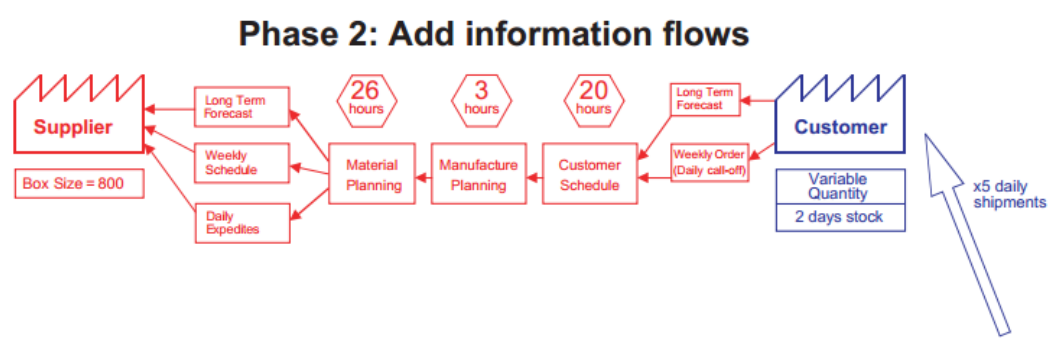 Phase 2: Add information flows
Supplier
Box Size = 800
Long Term
Forecast
Weekly
Schedule
Daily
Expedites
26
hours
Material
Planning
3
hours
Manufacture
Planning
20
hours
Customer
Schedule
Long Term
Forecast
Weekly Order
(Daily call-off)
Customer
Variable
Quantity
2 days stock
x5 daily
shipments